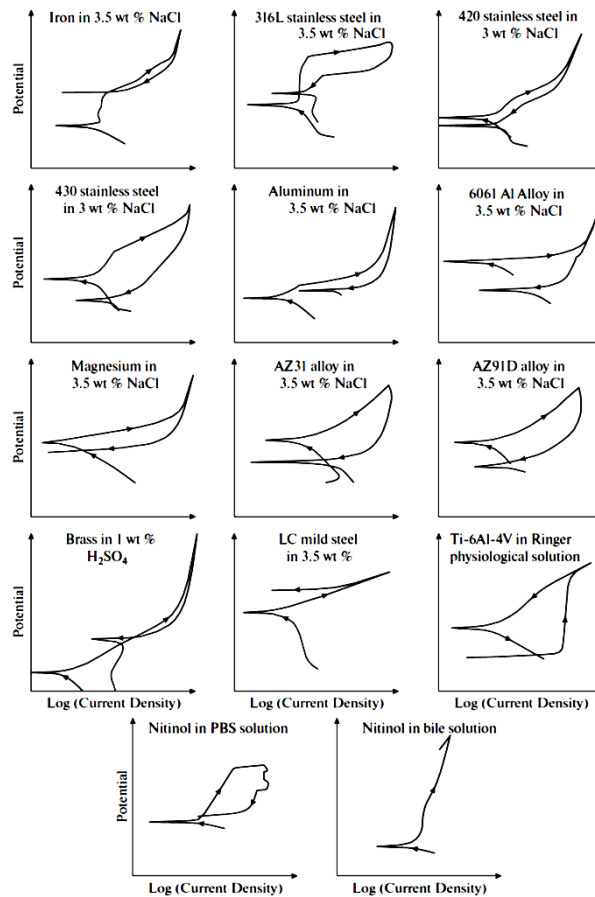 Iron in 3.5 wt % NaCl
316L stainless steel in
3.5 wt % NaCl
420 stainless steel in
3 wt % NaCl
Potential
430 stainless steel
in 3 wt % NaCl
Aluminum in
3.5 wt % NaCl
6061 Al Alloy in
3.5 wt % NaCl
Potential
Magnesium in
3.5 wt % NaCl
AZ31 alloy in
3.5 wt % NaCl
AZ91D alloy in
3.5 wt % NaCl
Potential
Brass in 1 wt %
H₂SO₄
LC mild steel
in 3.5 wt %
Ti-6Al-4V in Ringer
physiological solution
Potential
Log (Current Density)
Log (Current Density)
Log (Current Density)
Nitinol in PBS solution
Nitinol in bile solution
Potential
Log (Current Density)
Log (Current Density)